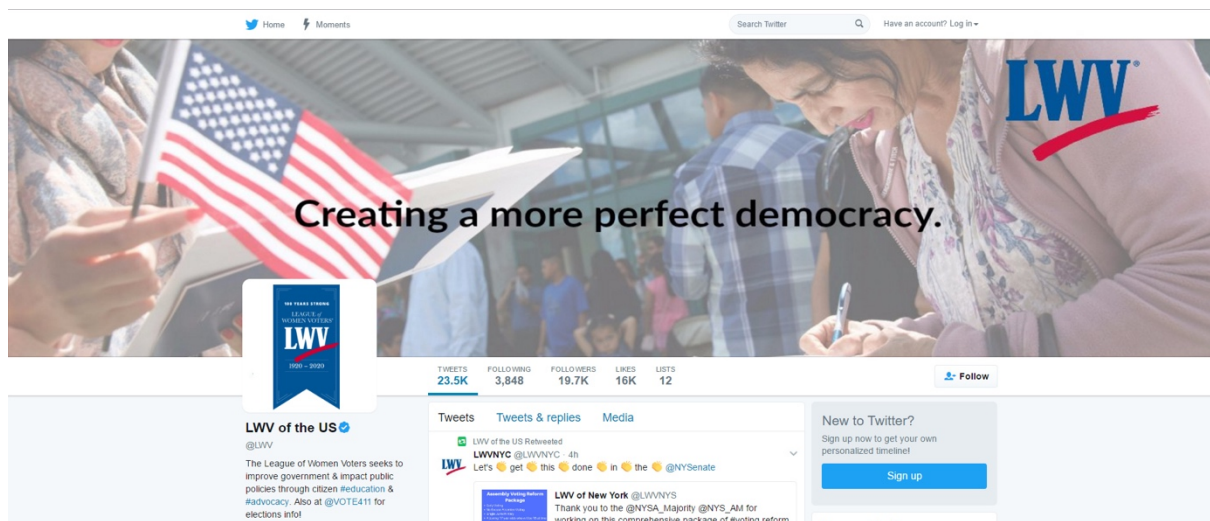 Home
Moments
Search Twitter
Have an account? Log in
LWV
Creating a more perfect democracy.
100 YEARS STRONG
LEAGUE of
WOMEN VOTERS
LWV
1920 – 2020
TWEETS FOLLOWING FOLLOWERS LIKES LISTS
23.5K 3,848 19.7K 16K 12
Follow
LWV of the US
@LWV
The League of Women Voters seeks to
improve government & impact public
policies through citizen #education &
#advocacy. Also at @VOTE411 for
elections info!
Tweets Tweets & replies Media
LWV of the US Retweeted
LWVNYC @LWVNYC · 4h
LWV
Let's 👏 get 👏 this 👏 done 👏 in 👏 the 👏 @NYSenate
Assembly Voting Reform
Package
LWV of New York @LWVNYS
Thank you to the @NYSA_Majority @NYS_AM for
working on this comprehensive package of #voting reform
New to Twitter?
Sign up now to get your own
personalized timeline!
Sign up